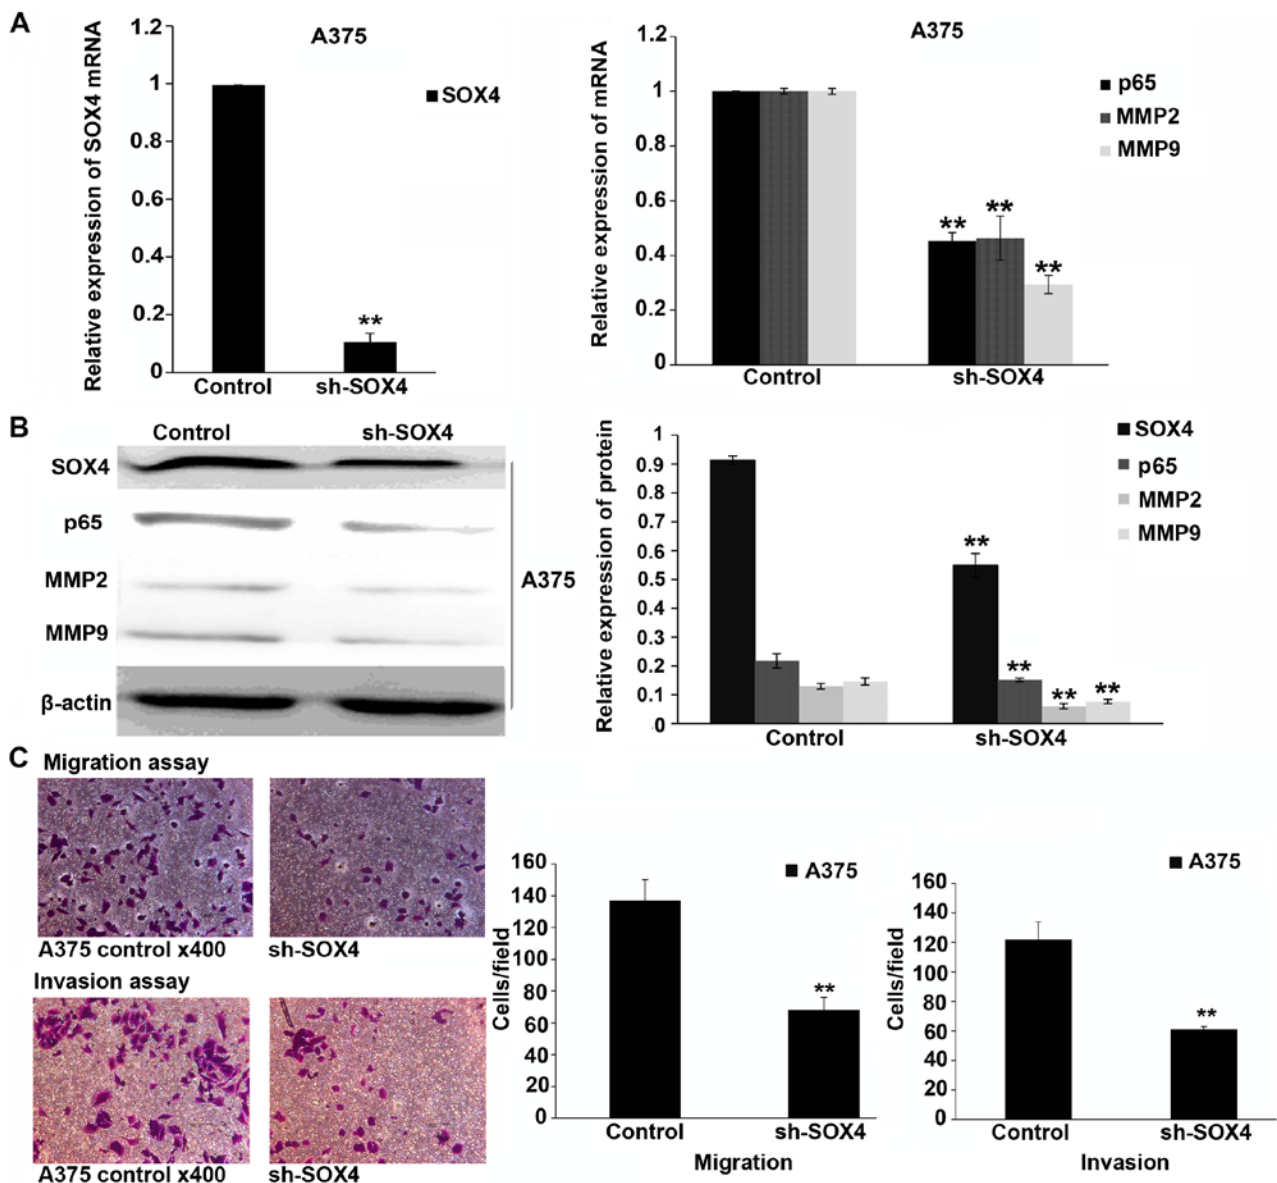 A
A375
Relative expression of SOX4 mRNA
1.2
1
0.8
0.6
0.4
0.2
0
SOX4
**
Control sh-SOX4
A375
Relative expression of mRNA
1.2
1
0.8
0.6
0.4
0.2
0
p65
MMP2
MMP9
** ** **
Control sh-SOX4
B
Control sh-SOX4
SOX4
p65
MMP2
MMP9
β-actin
A375
Relative expression of protein
1
0.9
0.8
0.7
0.6
0.5
0.4
0.3
0.2
0.1
0
SOX4
p65
MMP2
MMP9
** ** ** **
Control sh-SOX4
C
Migration assay
A375 control x400 sh-SOX4
Invasion assay
A375 control x400 sh-SOX4
Cells/field
160
140
120
100
80
60
40
20
0
A375
**
Control sh-SOX4
Migration
Cells/field
160
140
120
100
80
60
40
20
0
A375
**
Control sh-SOX4
Invasion